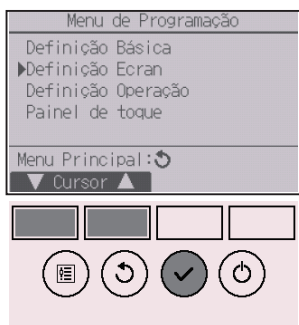 Menu de Programação
Definição Básica
▶Definição Ecran
Definição Operação
Painel de toque
Menu Principal:↺
▼ Cursor ▲